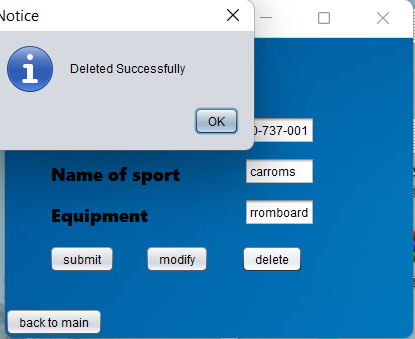 Notice
Deleted Successfully
OK
0-737-001
Name of sport
carroms
Equipment
rromboard
submit
modify
delete
back to main